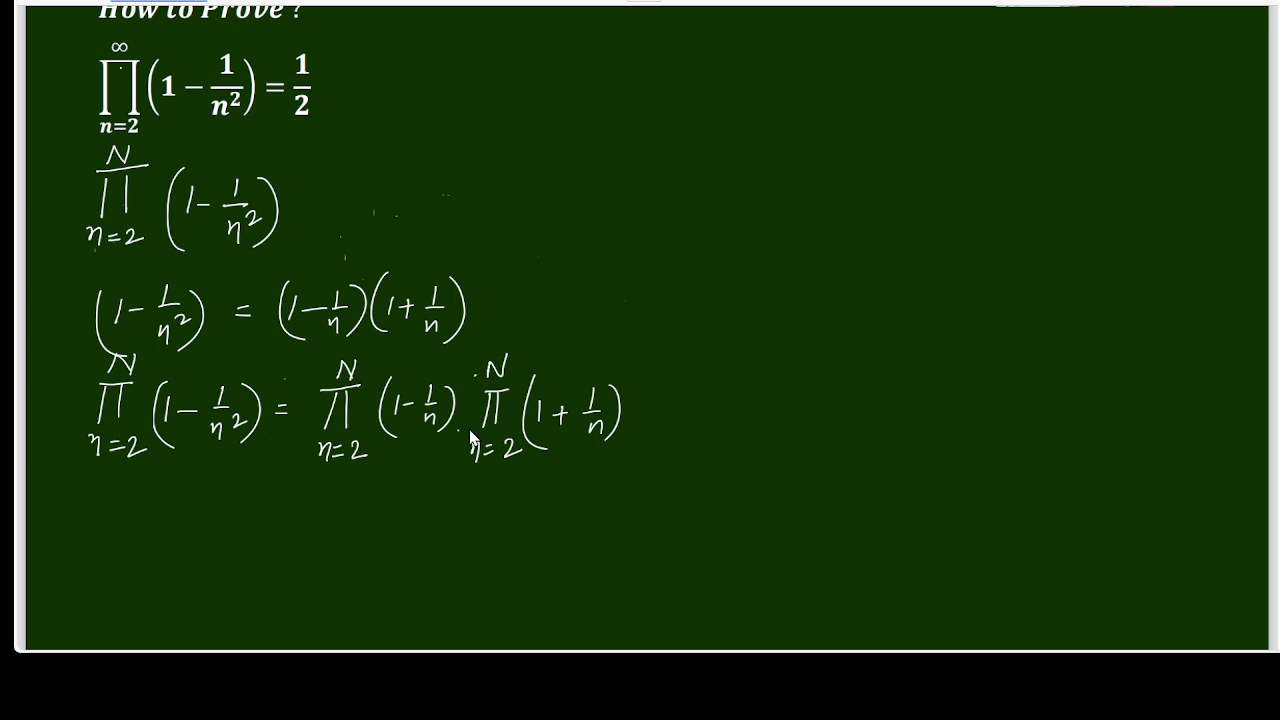 How to Prove ?
∏_{n=2}^{∞} (1 − 1/n²) = 1/2
∏_{n=2}^{N} (1 − 1/n²)
(1 − 1/n²) = (1 − 1/n)(1 + 1/n)
∏_{n=2}^{N} (1 − 1/n²) = ∏_{n=2}^{N} (1 − 1/n) . ∏_{n=2}^{N} (1 + 1/n)